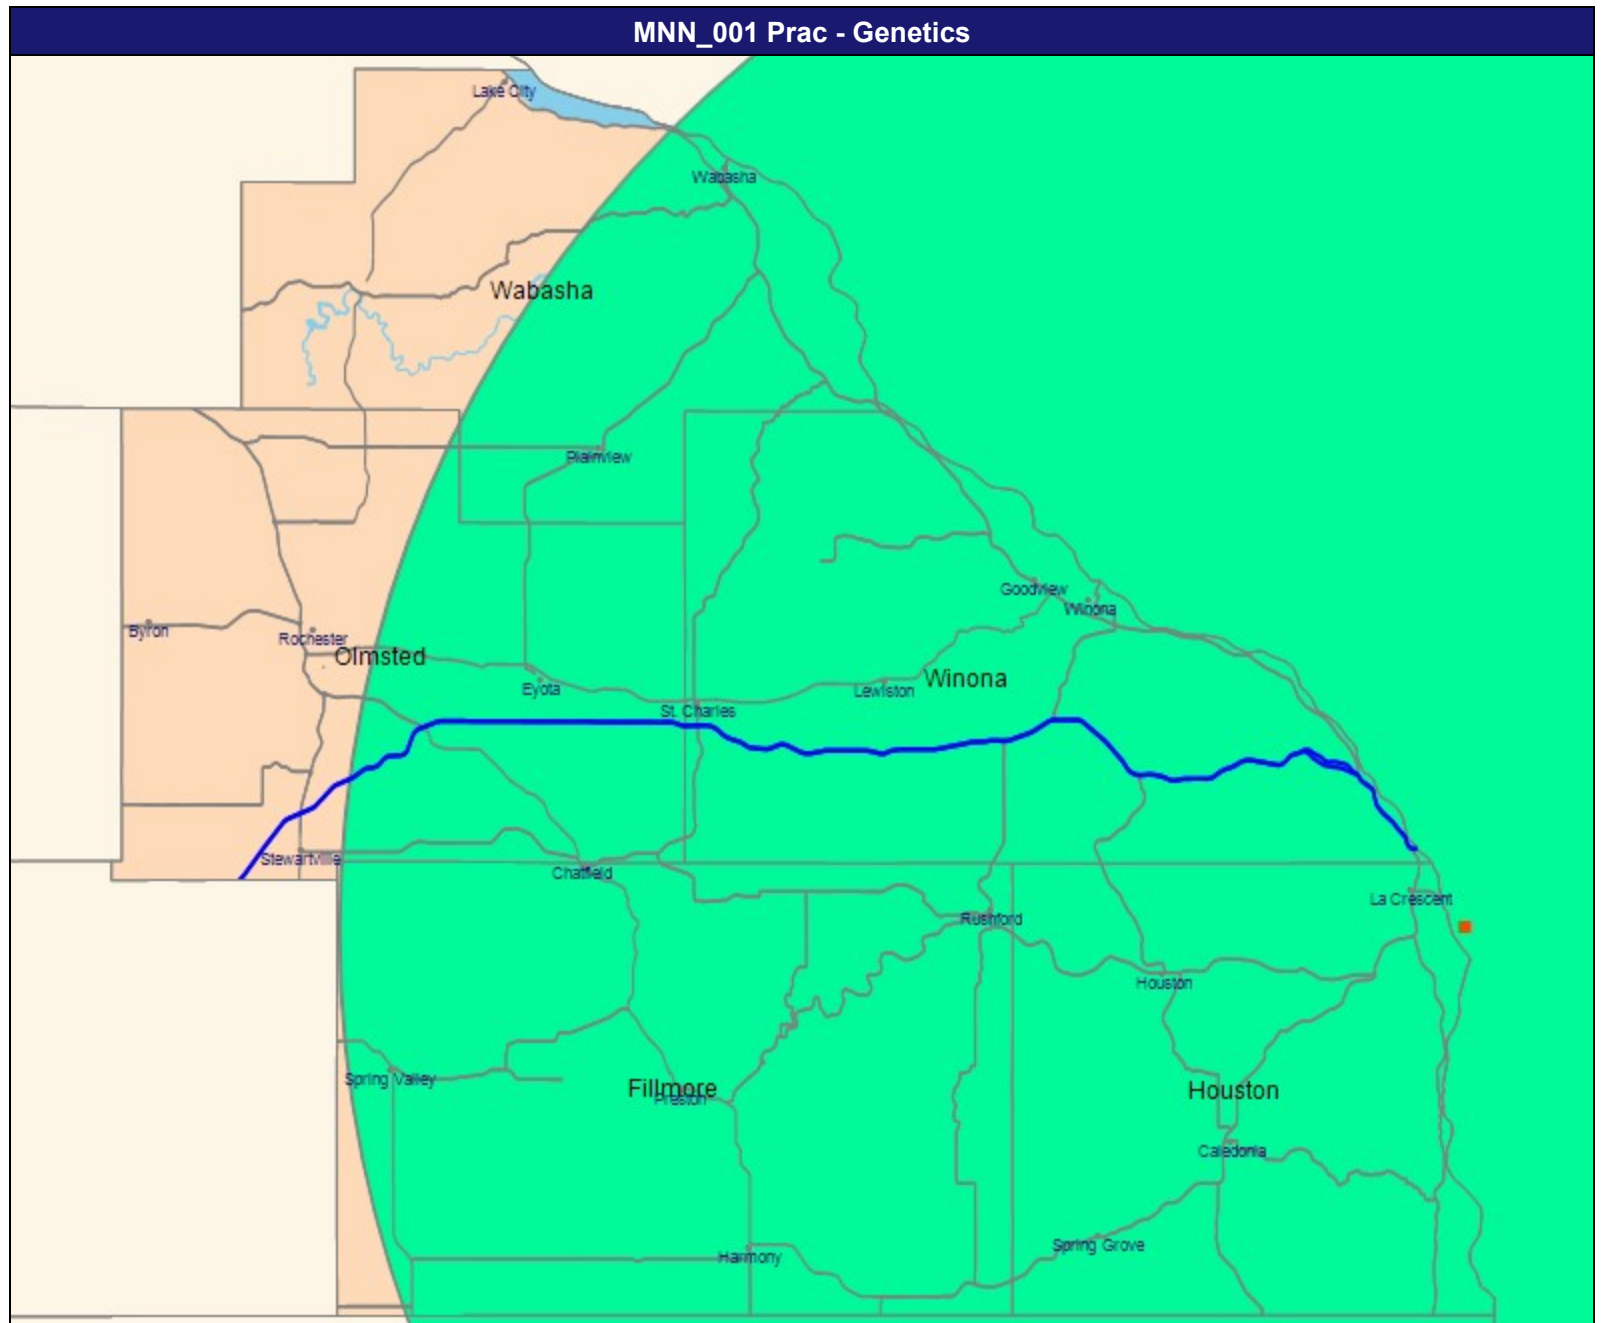 MNN_001 Prac - Genetics
Lake City
Wabasha
Wabasha
Plainview
Goodview
Winona
Byron
Rochester
Olmsted
Eyota
Lewiston
Winona
St. Charles
Stewartville
Chatfield
La Crescent
Rushford
Houston
Spring Valley
Fillmore
Preston
Houston
Caledonia
Spring Grove
Harmony